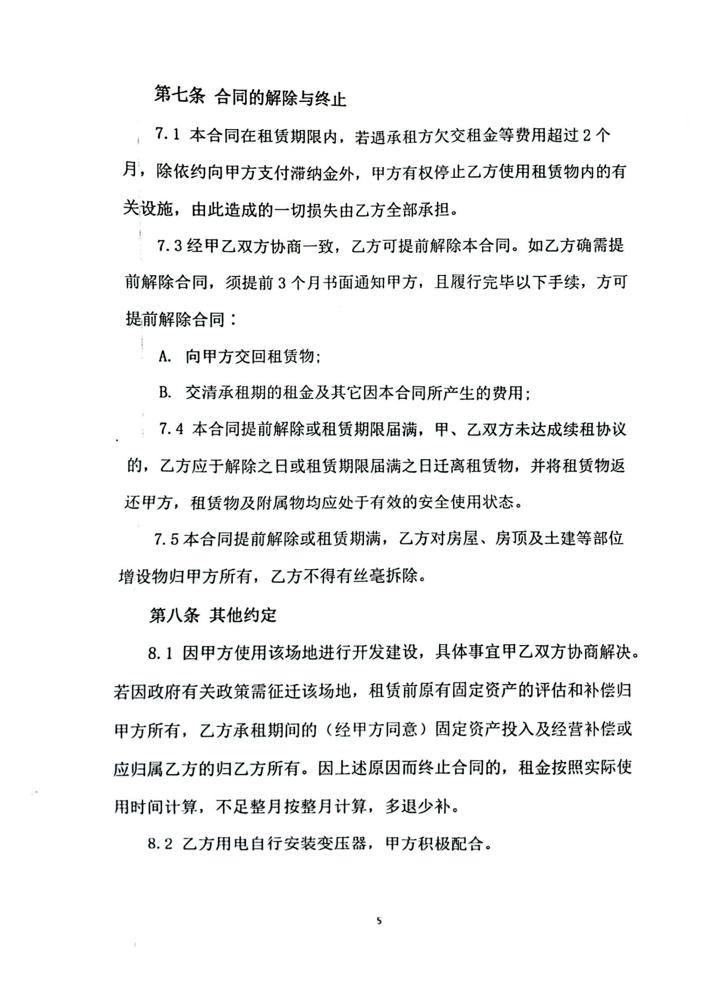 第七条 合同的解除与终止
7.1 本合同在租赁期限内，若遇承租方欠交租金等费用超过2个
月，除依约向甲方支付滞纳金外，甲方有权停止乙方使用租赁物内的有
关设施，由此造成的一切损失由乙方全部承担。
7.3经甲乙双方协商一致，乙方可提前解除本合同。如乙方确需提
前解除合同，须提前3个月书面通知甲方，且履行完毕以下手续，方可
提前解除合同：
A. 向甲方交回租赁物；
B. 交清承租期的租金及其它因本合同所产生的费用；
7.4 本合同提前解除或租赁期限届满，甲、乙双方未达成续租协议
的，乙方应于解除之日或租赁期限届满之日迁离租赁物，并将租赁物返
还甲方，租赁物及附属物均应处于有效的安全使用状态。
7.5本合同提前解除或租赁期满，乙方对房屋、房顶及土建等部位
增设物归甲方所有，乙方不得有丝毫拆除。
第八条 其他约定
8.1 因甲方使用该场地进行开发建设，具体事宜甲乙双方协商解决。
若因政府有关政策需征迁该场地，租赁前原有固定资产的评估和补偿归
甲方所有，乙方承租期间的（经甲方同意）固定资产投入及经营补偿或
应归属乙方的归乙方所有。因上述原因而终止合同的，租金按照实际使
用时间计算，不足整月按整月计算，多退少补。
8.2 乙方用电自行安装变压器，甲方积极配合。
5